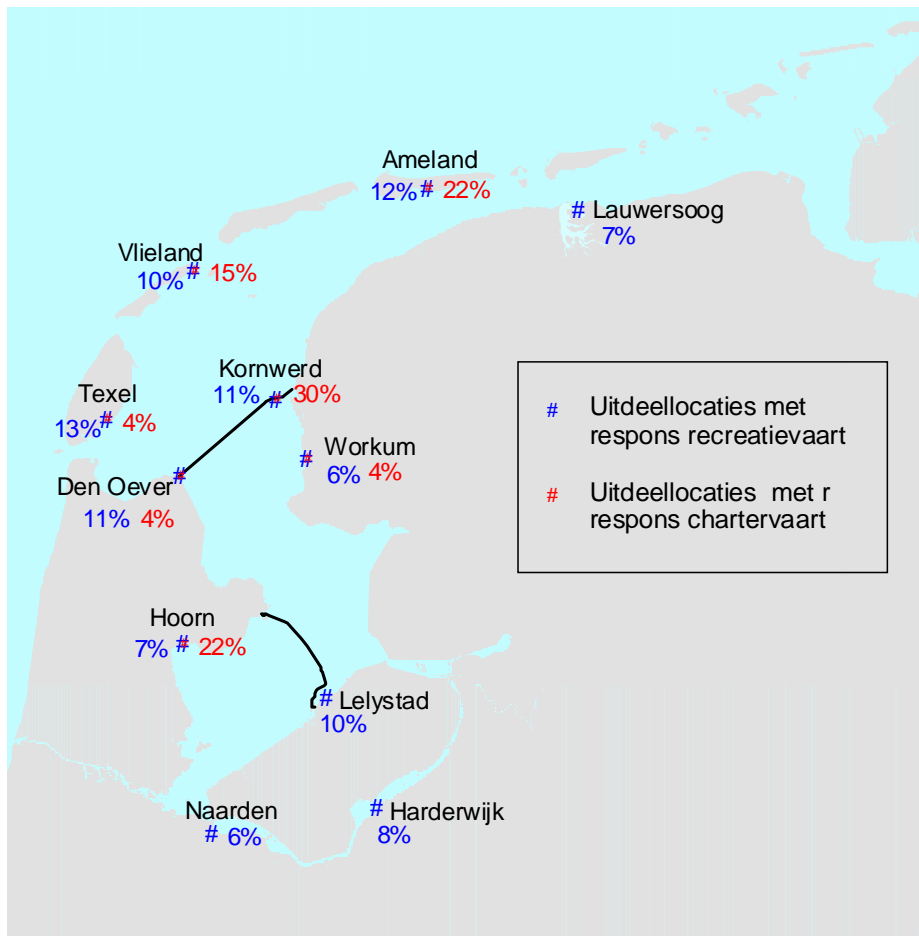 Ameland
12% # 22%
# Lauwersoog
7%
Vlieland
10% # 15%
Kornwerd
11% # 30%
Texel
13% # 4%
# Workum
6% 4%
#
Den Oever
11% 4%
# Uitdeellocaties met
respons recreatievaart
# Uitdeellocaties met r
respons chartervaart
Hoorn
7% # 22%
# Lelystad
10%
Naarden
# 6%
# Harderwijk
8%